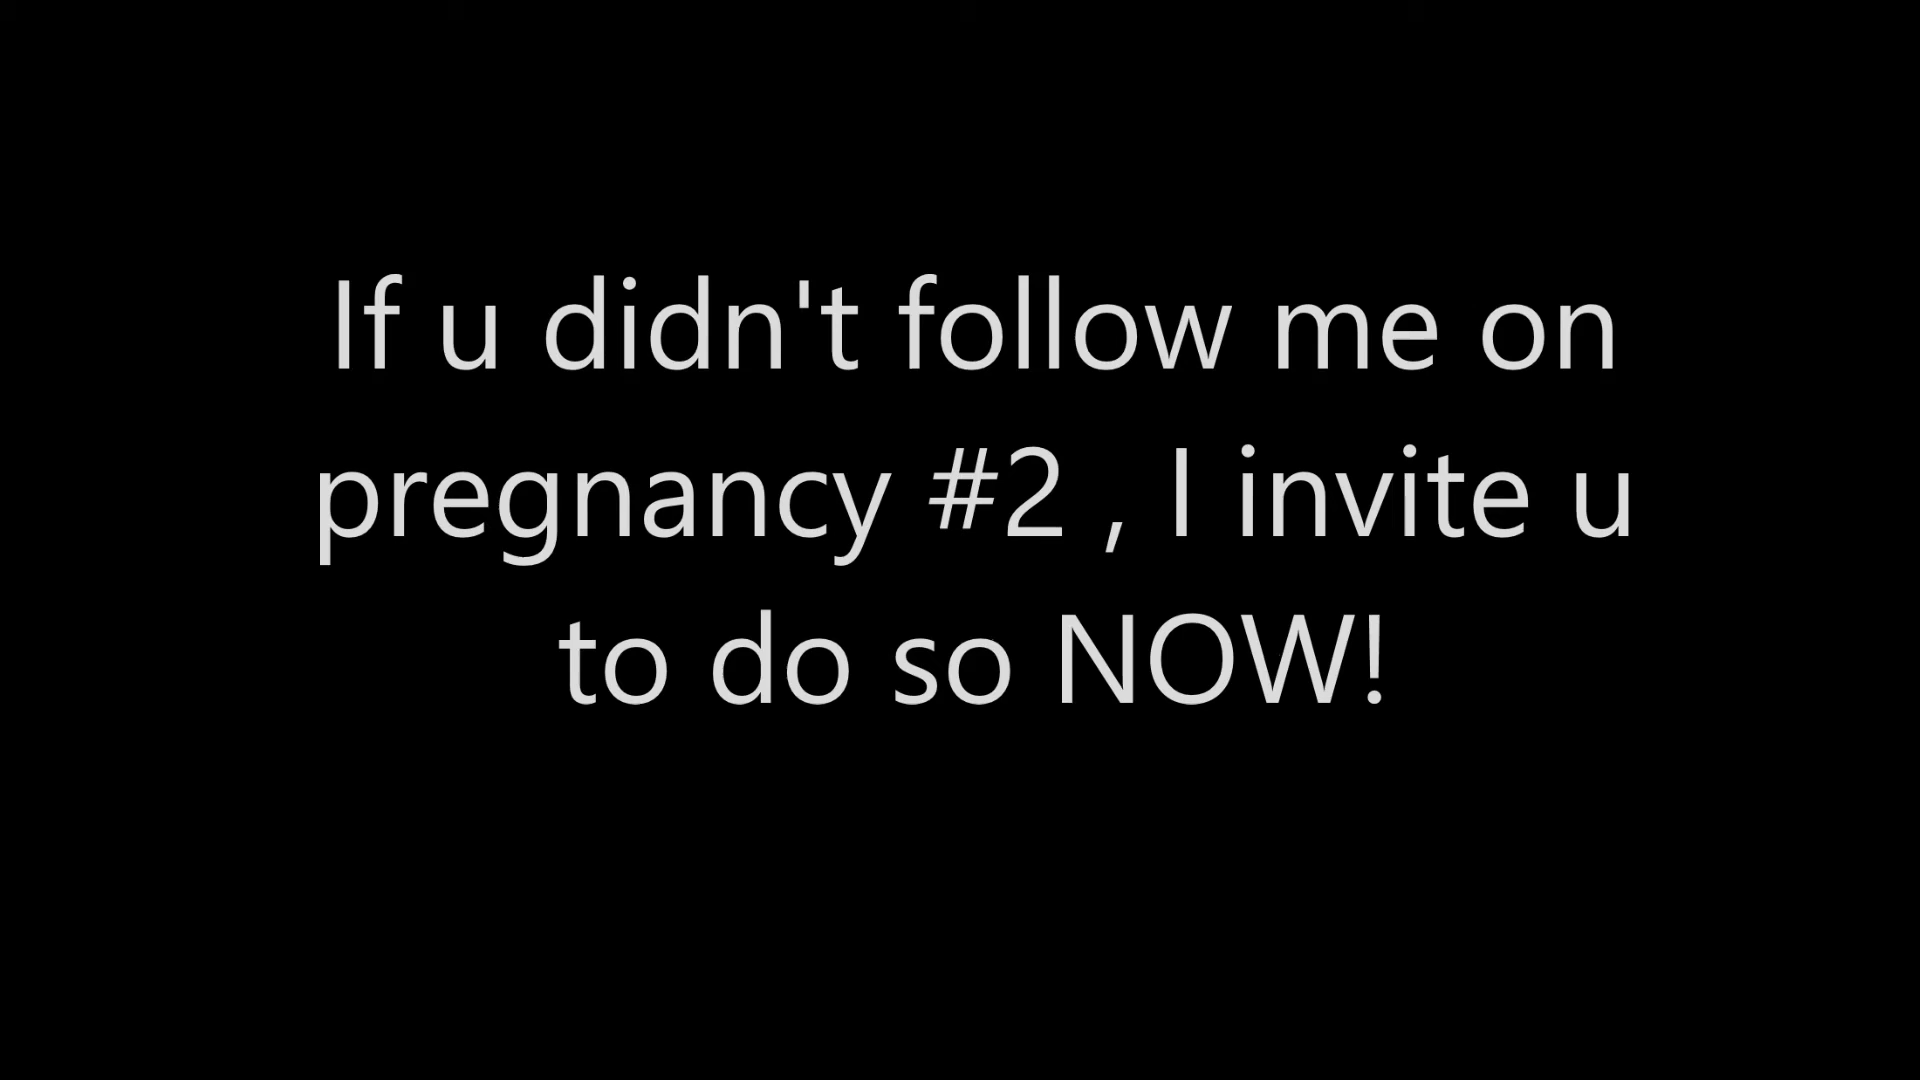 If u didn't follow me on
pregnancy #2 , I invite u
to do so NOW!